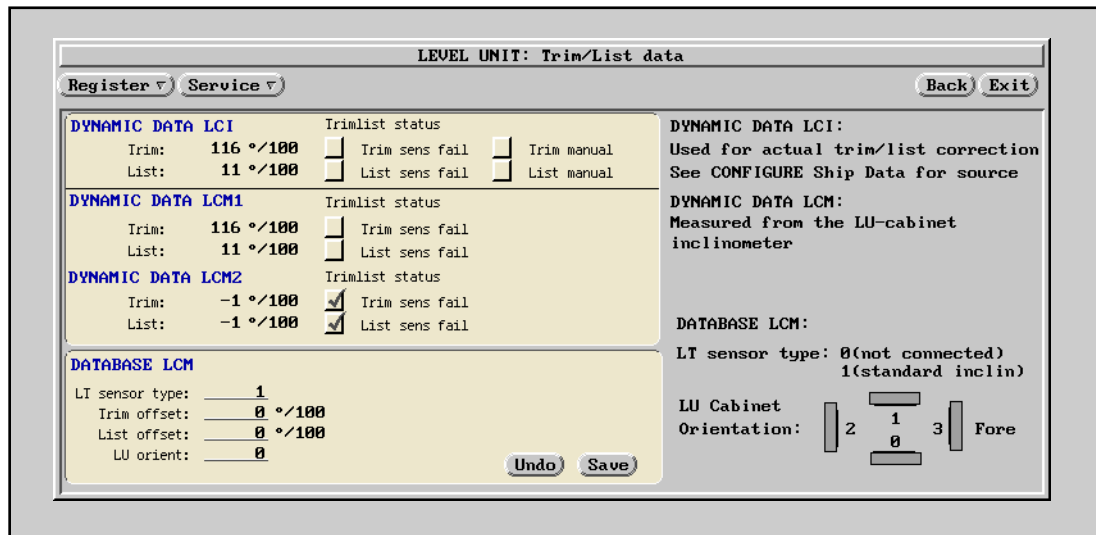 LEVEL UNIT: Trim/List data
Register ▿ Service ▿ Back Exit
DYNAMIC DATA LCI Trimlist status
Trim: 116 °/100 Trim sens fail Trim manual
List: 11 °/100 List sens fail List manual
DYNAMIC DATA LCM1 Trimlist status
Trim: 116 °/100 Trim sens fail
List: 11 °/100 List sens fail
DYNAMIC DATA LCM2 Trimlist status
Trim: -1 °/100 Trim sens fail
List: -1 °/100 List sens fail
DATABASE LCM
LT sensor type: 1
Trim offset: 0 °/100
List offset: 0 °/100
LU orient: 0
Undo Save
DYNAMIC DATA LCI:
Used for actual trim/list correction
See CONFIGURE Ship Data for source
DYNAMIC DATA LCM:
Measured from the LU-cabinet
inclinometer
DATABASE LCM:
LT sensor type: 0(not connected)
1(standard inclin)
LU Cabinet
Orientation: 2 1 3 Fore
0